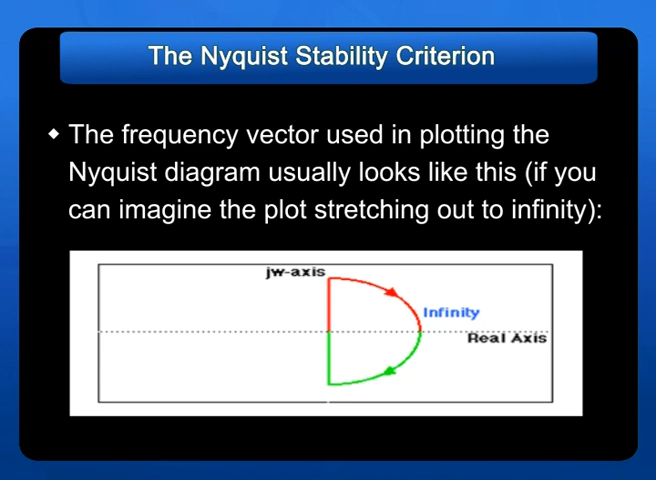 The Nyquist Stability Criterion
The frequency vector used in plotting the
Nyquist diagram usually looks like this (if you
can imagine the plot stretching out to infinity):
jw-axis
Infinity
Real Axis